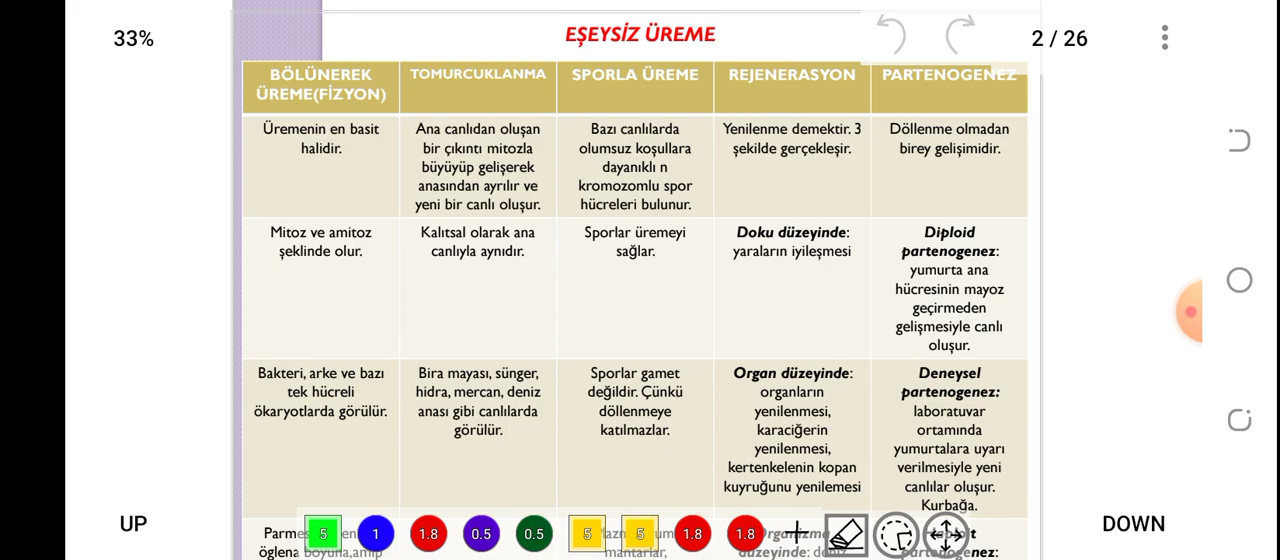 33%
EŞEYSİZ ÜREME
2 / 26
BÖLÜNEREK
ÜREME(FİZYON)
TOMURCUKLANMA
SPORLA ÜREME
REJENERASYON
PARTENOGENEZ
Üremenin en basit
halidir.
Ana canlıdan oluşan
bir çıkıntı mitozla
büyüyüp gelişerek
anasından ayrılır ve
yeni bir canlı oluşur.
Bazı canlılarda
olumsuz koşullara
dayanıklı n
kromozomlu spor
hücreleri bulunur.
Yenilenme demektir. 3
şekilde gerçekleşir.
Döllenme olmadan
birey gelişimidir.
Mitoz ve amitoz
şeklinde olur.
Kalıtsal olarak ana
canlıyla aynıdır.
Sporlar üremeyi
sağlar.
Doku düzeyinde:
yaraların iyileşmesi
Diploid
partenogenez:
yumurta ana
hücresinin mayoz
geçirmeden
gelişmesiyle canlı
oluşur.
Bakteri, arke ve bazı
tek hücreli
ökaryotlarda görülür.
Bira mayası, sünger,
hidra, mercan, deniz
anası gibi canlılarda
görülür.
Sporlar gamet
değildir. Çünkü
döllenmeye
katılmazlar.
Organ düzeyinde:
organların
yenilenmesi,
karaciğerin
yenilenmesi,
kertenkelenin kopan
kuyruğunu yenilemesi
Deneysel
partenogenez:
laboratuvar
ortamında
yumurtalara uyarı
verilmesiyle yeni
canlılar oluşur.
Kurbağa.
öglena boyuna,amip
mantarlar,
düzeyinde: deniz
partenogenez:
UP
5
1
1.8
0.5
0.5
5
5
1.8
1.8
DOWN